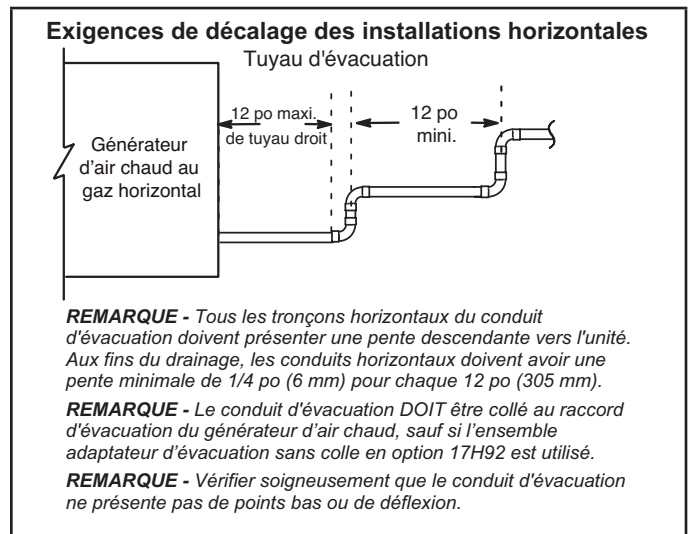 Exigences de décalage des installations horizontales
Tuyau d'évacuation
12 po maxi.
de tuyau droit
12 po
mini.
Générateur
d'air chaud au
gaz horizontal
REMARQUE - Tous les tronçons horizontaux du conduit
d'évacuation doivent présenter une pente descendante vers l'unité.
Aux fins du drainage, les conduits horizontaux doivent avoir une
pente minimale de 1/4 po (6 mm) pour chaque 12 po (305 mm).
REMARQUE - Le conduit d'évacuation DOIT être collé au raccord
d'évacuation du générateur d'air chaud, sauf si l'ensemble
adaptateur d'évacuation sans colle en option 17H92 est utilisé.
REMARQUE - Vérifier soigneusement que le conduit d'évacuation
ne présente pas de points bas ou de déflexion.